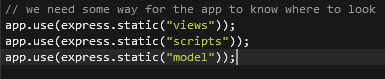 // we need some way for the app to know where to look
app.use(express.static("views"));
app.use(express.static("scripts"));
app.use(express.static("model"));